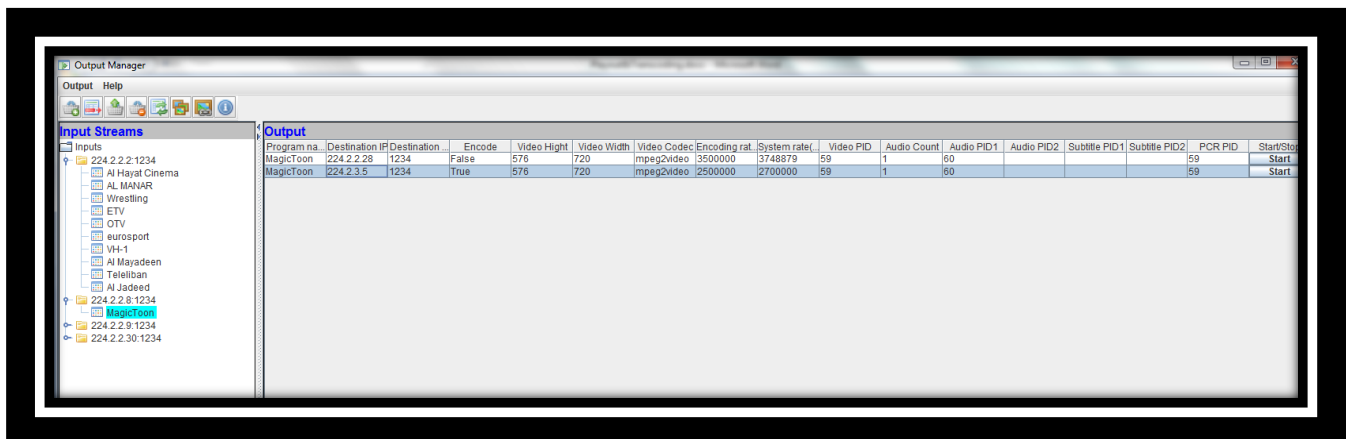 Output Manager
Output Help
Input Streams
Inputs
224.2.2.2:1234
Al Hayat Cinema
AL MANAR
Wrestling
ETV
OTV
eurosport
VH-1
Al Mayadeen
Teleliban
Al Jadeed
224.2.2.8:1234
MagicToon
224.2.2.9:1234
224.2.2.30:1234
Output
Program na... Destination IP Destination ... Encode Video Hight Video Width Video Codec Encoding rat... System rate(... Video PID Audio Count Audio PID1 Audio PID2 Subtitle PID1 Subtitle PID2 PCR PID Start/Stop
MagicToon 224.2.2.28 1234 False 576 720 mpeg2video 3500000 3748879 59 1 60 59 Start
MagicToon 224.2.3.5 1234 True 576 720 mpeg2video 2500000 2700000 59 1 60 59 Start